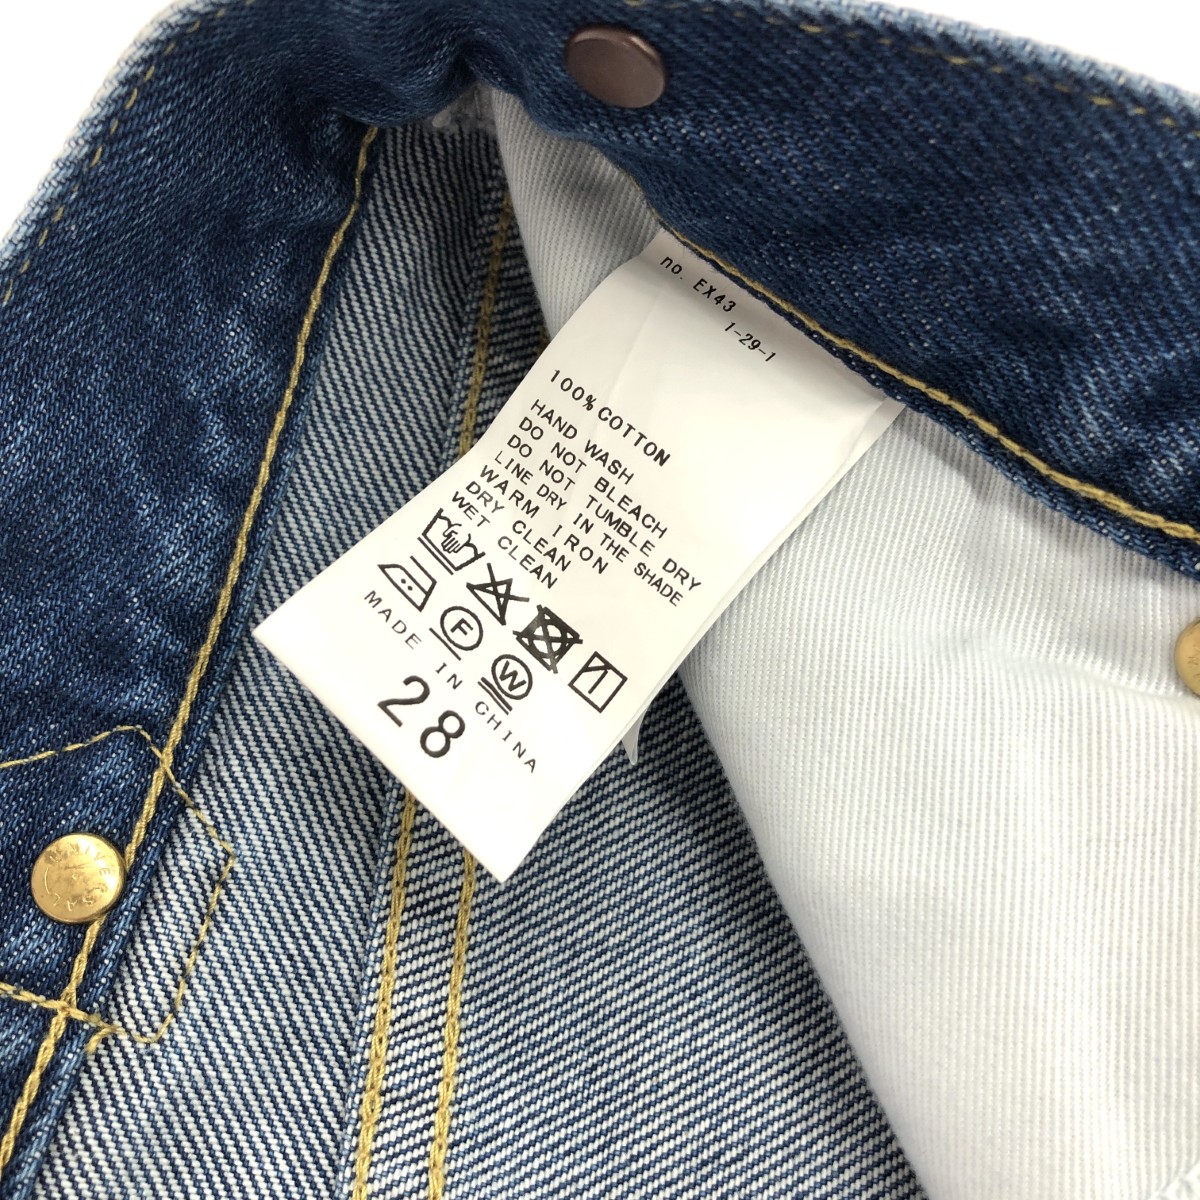 no. EX43
1-29-1
100% COTTON
HAND WASH
DO NOT BLEACH
DO NOT TUMBLE DRY
LINE DRY IN THE SHADE
WARM IRON
DRY CLEAN
WET CLEAN
F
W
MADE IN CHINA
28
UNIVERSAL